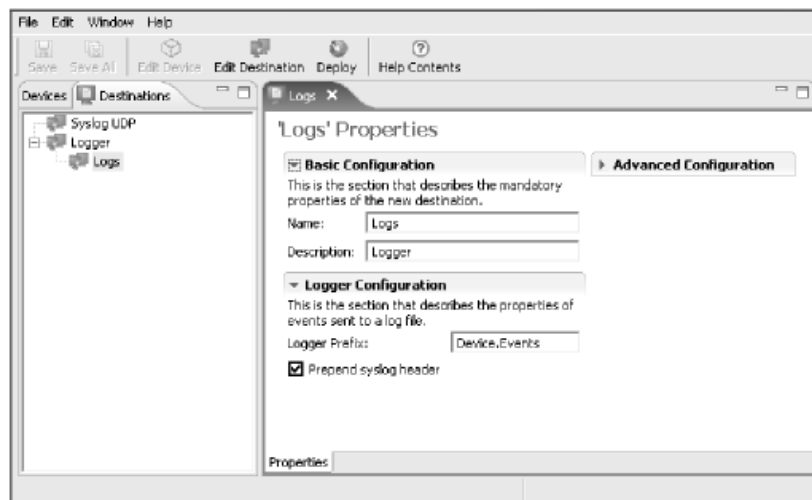 File Edit Window Help
Save Save All Edit Device Edit Destination Deploy Help Contents
Devices Destinations
Syslog UDP
Logger
Logs
Logs
'Logs' Properties
Basic Configuration
This is the section that describes the mandatory
properties of the new destination.
Name: Logs
Description: Logger
Logger Configuration
This is the section that describes the properties of
events sent to a log file.
Logger Prefix: Device.Events
Prepend syslog header
Advanced Configuration
Properties